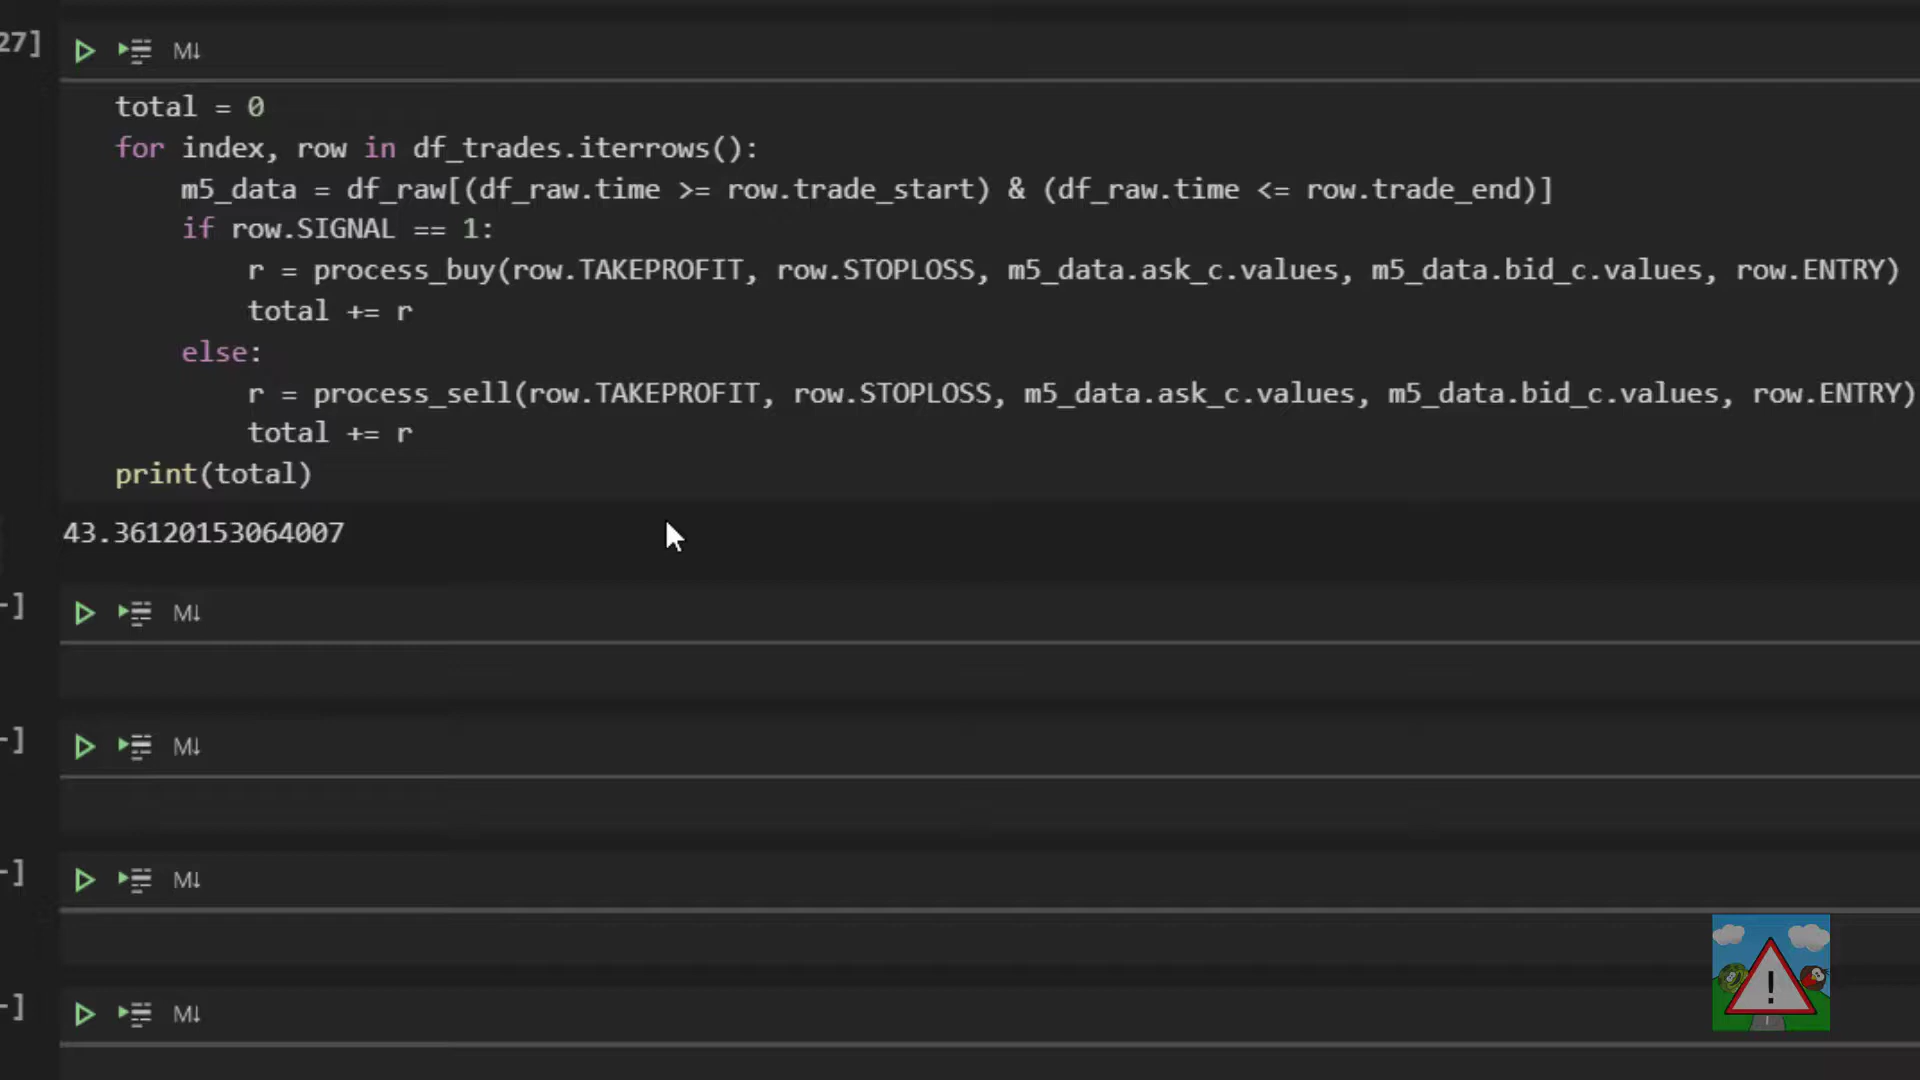 27]
M↓
total = 0
for index, row in df_trades.iterrows():
    m5_data = df_raw[(df_raw.time >= row.trade_start) & (df_raw.time <= row.trade_end)]
    if row.SIGNAL == 1:
        r = process_buy(row.TAKEPROFIT, row.STOPLOSS, m5_data.ask_c.values, m5_data.bid_c.values, row.ENTRY)
        total += r
    else:
        r = process_sell(row.TAKEPROFIT, row.STOPLOSS, m5_data.ask_c.values, m5_data.bid_c.values, row.ENTRY)
        total += r
print(total)
43.36120153064007
-]
M↓
-]
M↓
-]
M↓
!
-]
M↓